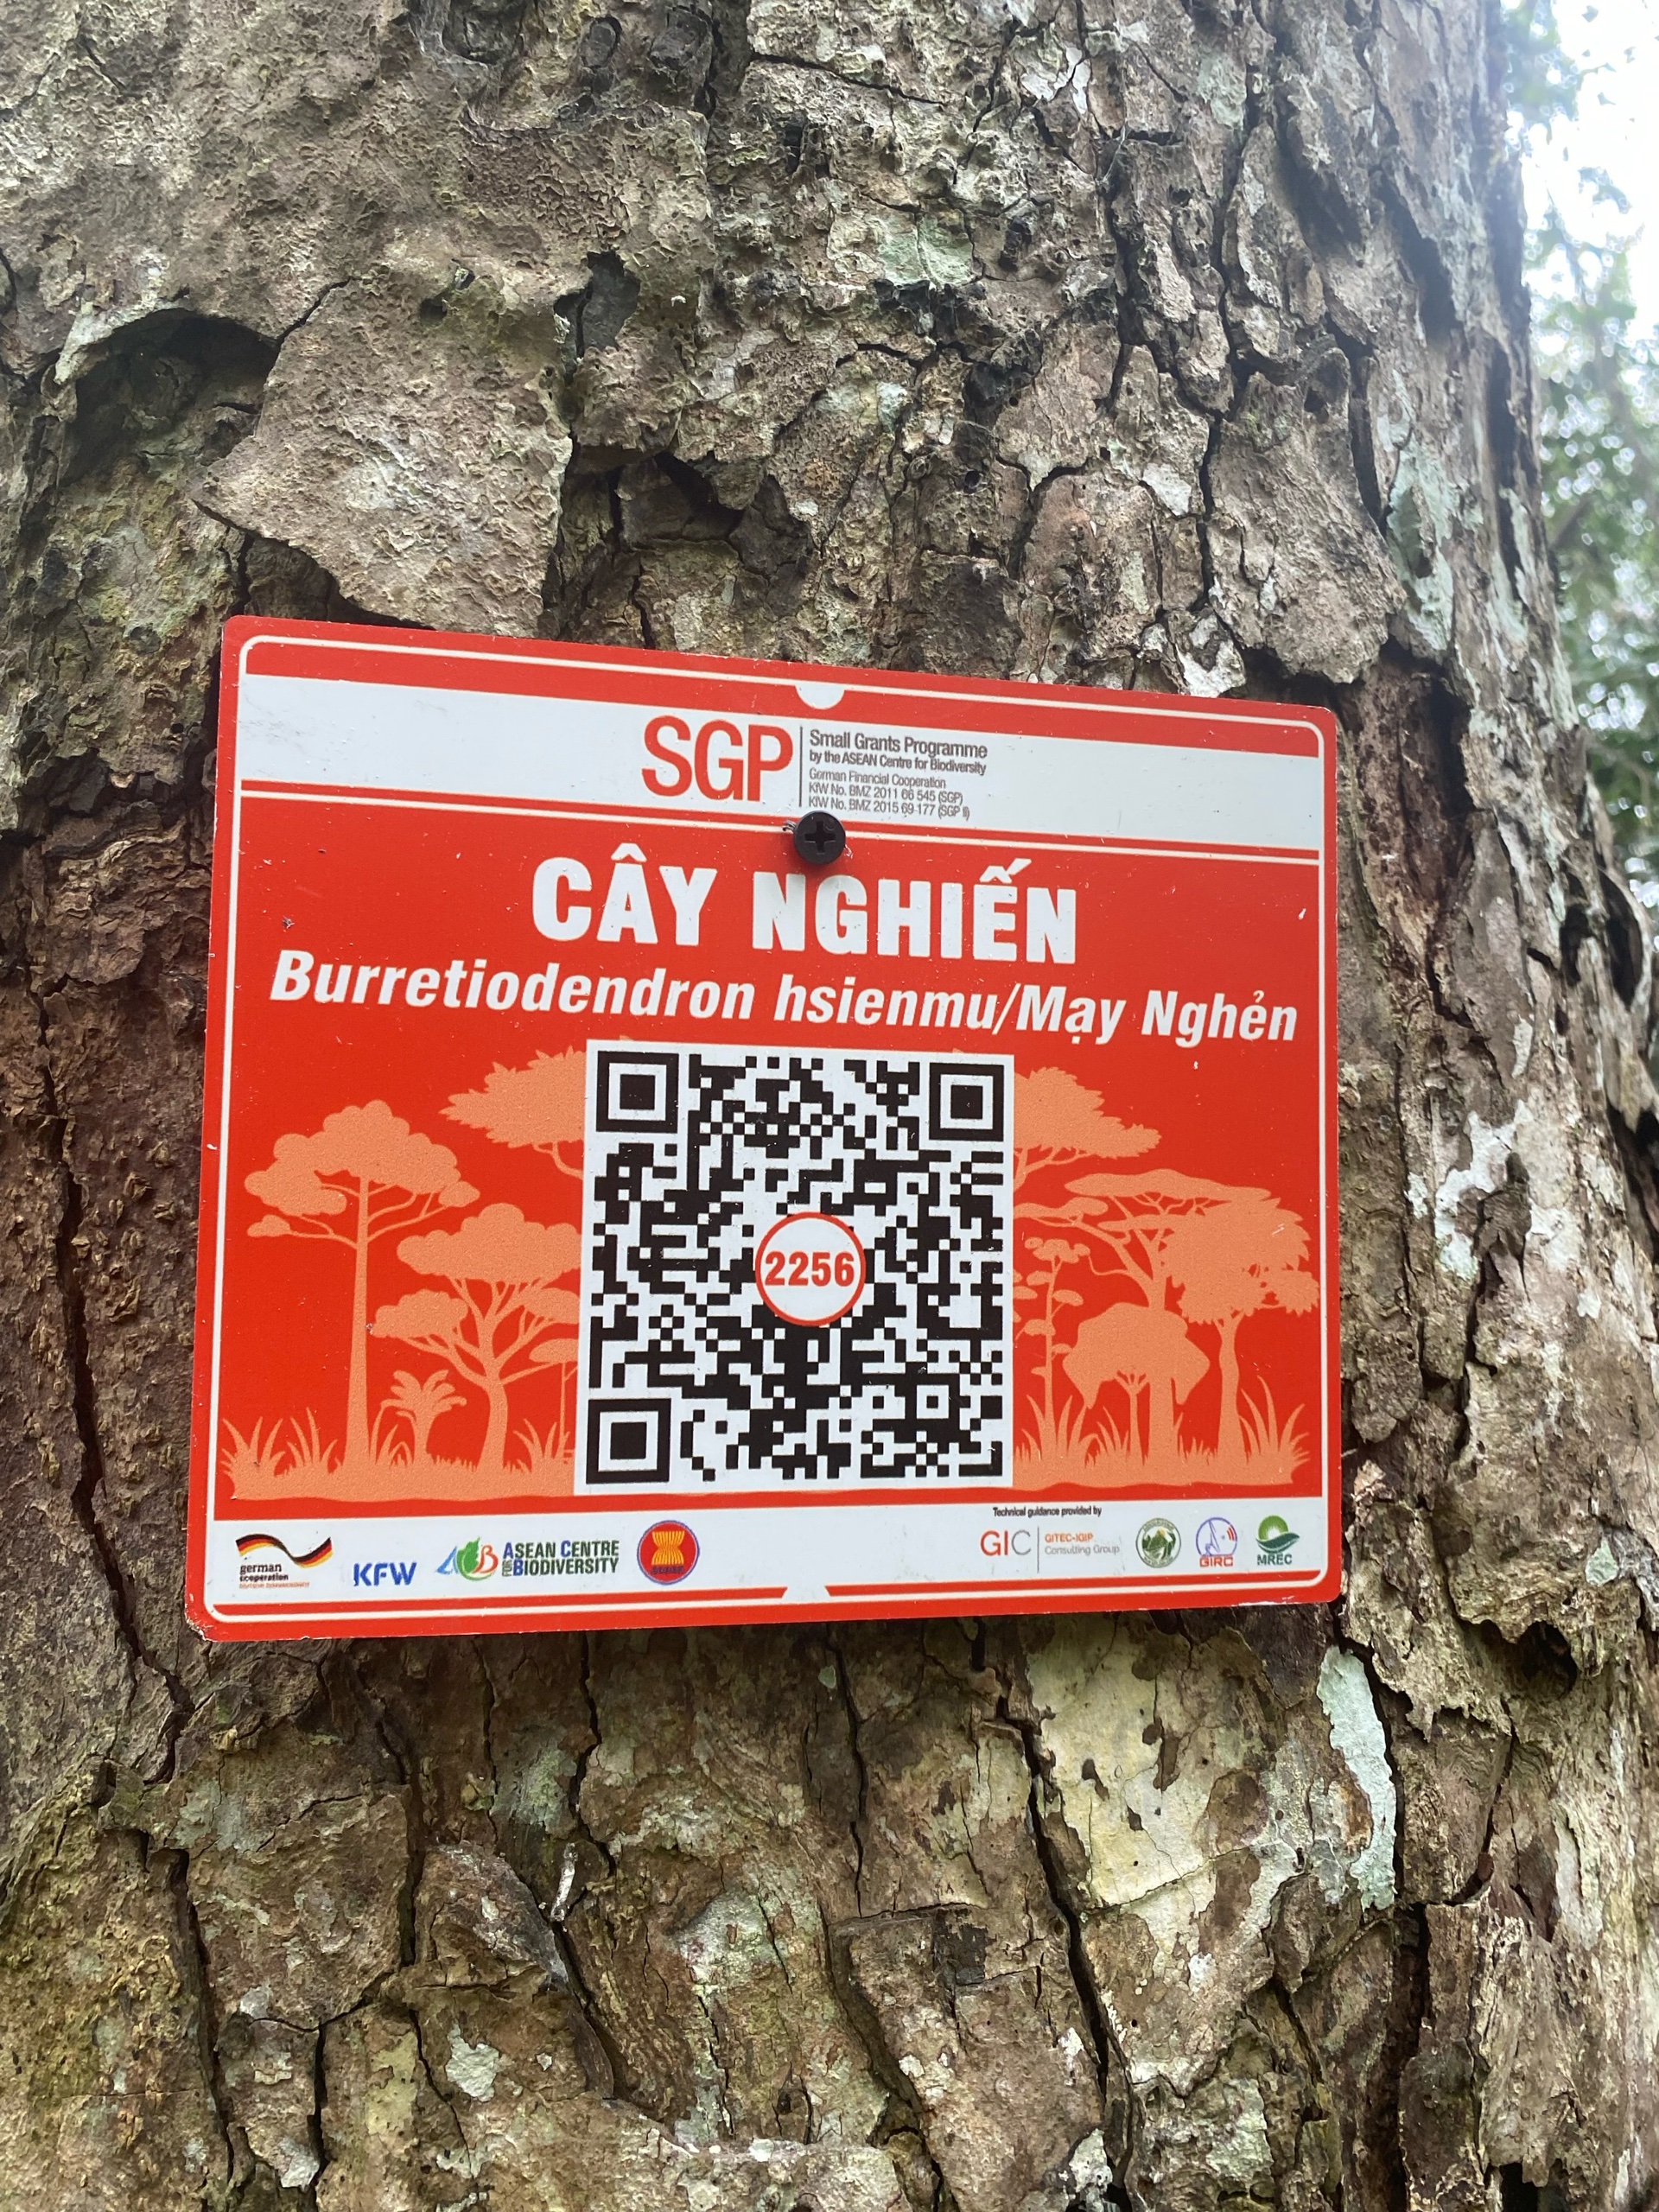 SGP
Small Grants Programme
by the ASEAN Centre for Biodiversity
German Financial Cooperation
KfW No. BMZ 2011 66 545 (SGP)
KfW No. BMZ 2015 69 177 (SGP II)
CÂY NGHIẾN
Burretiodendron hsienmu/Mạy Nghẻn
2256
Technical guidance provided by
german
cooperation
KFW
ASEAN CENTRE
FOR BIODIVERSITY
GIC
GITEC-IGIP
Consulting Group
GIRC
MREC